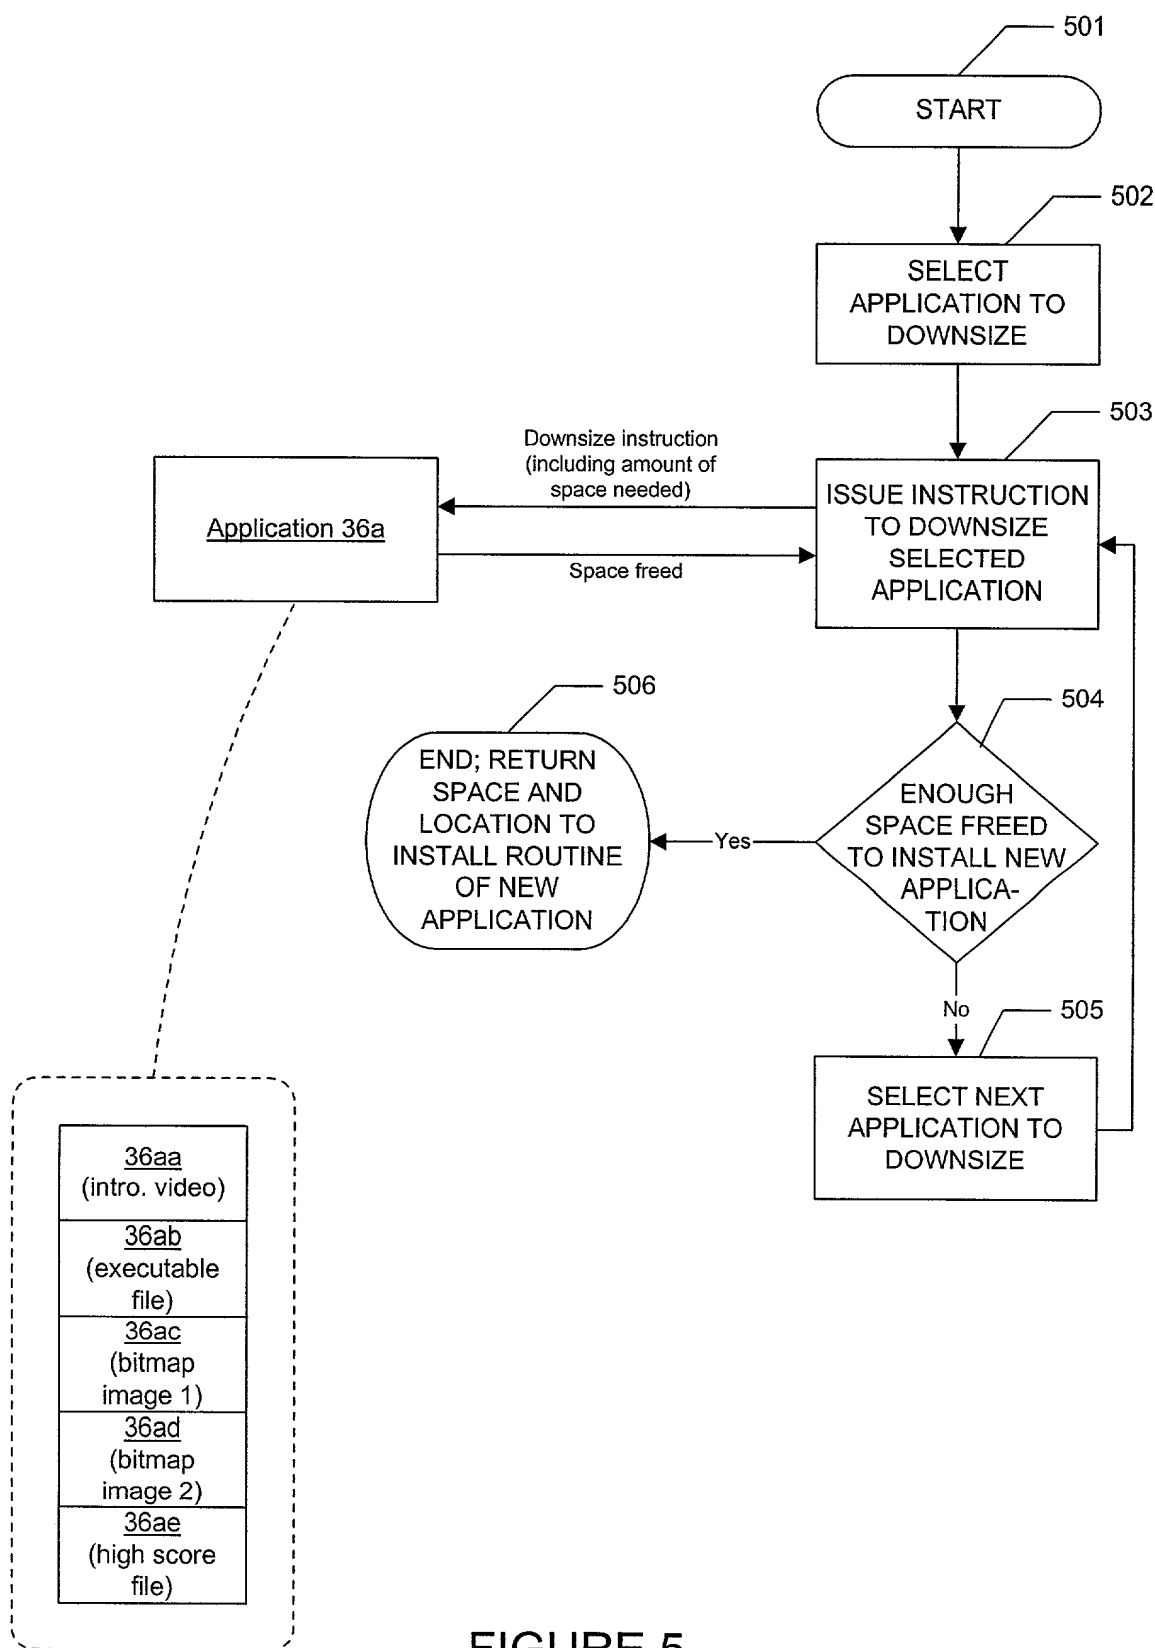 501
START
502
SELECT
APPLICATION TO
DOWNSIZE
503
Downsize instruction
(including amount of
space needed)
ISSUE INSTRUCTION
TO DOWNSIZE
SELECTED
APPLICATION
Application 36a
Space freed
506
END; RETURN
SPACE AND
LOCATION TO
INSTALL ROUTINE
OF NEW
APPLICATION
Yes
504
ENOUGH
SPACE FREED
TO INSTALL NEW
APPLICA-
TION
No
505
SELECT NEXT
APPLICATION TO
DOWNSIZE
36aa
(intro. video)
36ab
(executable
file)
36ac
(bitmap
image 1)
36ad
(bitmap
image 2)
36ae
(high score
file)
FIGURE 5